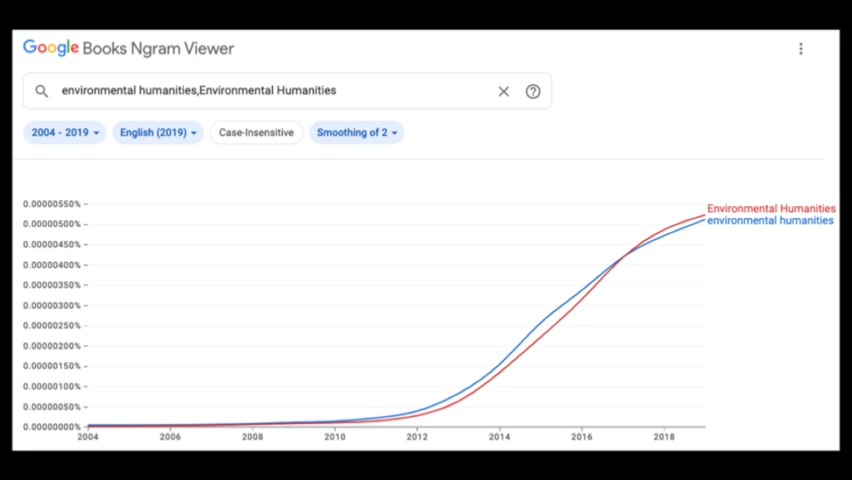 Google Books Ngram Viewer
environmental humanities,Environmental Humanities
2004 - 2019 English (2019) Case-Insensitive Smoothing of 2
0.00000550%
Environmental Humanities
environmental humanities
0.00000500%
0.00000450%
0.00000400%
0.00000350%
0.00000300%
0.00000250%
0.00000200%
0.00000150%
0.00000100%
0.00000050%
0.00000000%
2004 2006 2008 2010 2012 2014 2016 2018